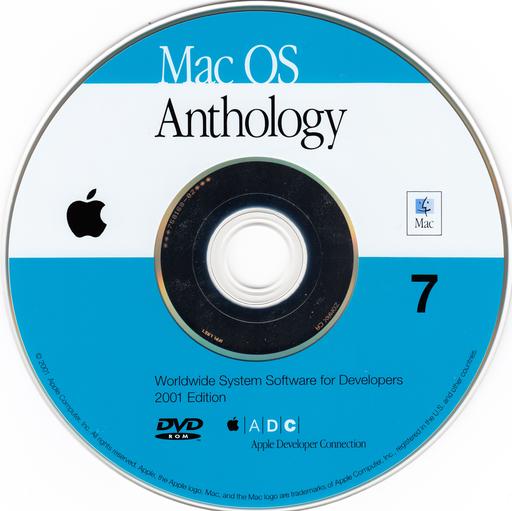 Mac OS
Anthology
Mac
7
Worldwide System Software for Developers
2001 Edition
DVD
ROM
ADC
Apple Developer Connection
© 2001 Apple Computer, Inc. All rights reserved. Apple, the Apple logo, Mac, and the Mac logo are trademarks of Apple Computer, Inc., registered in the U.S. and other countries.